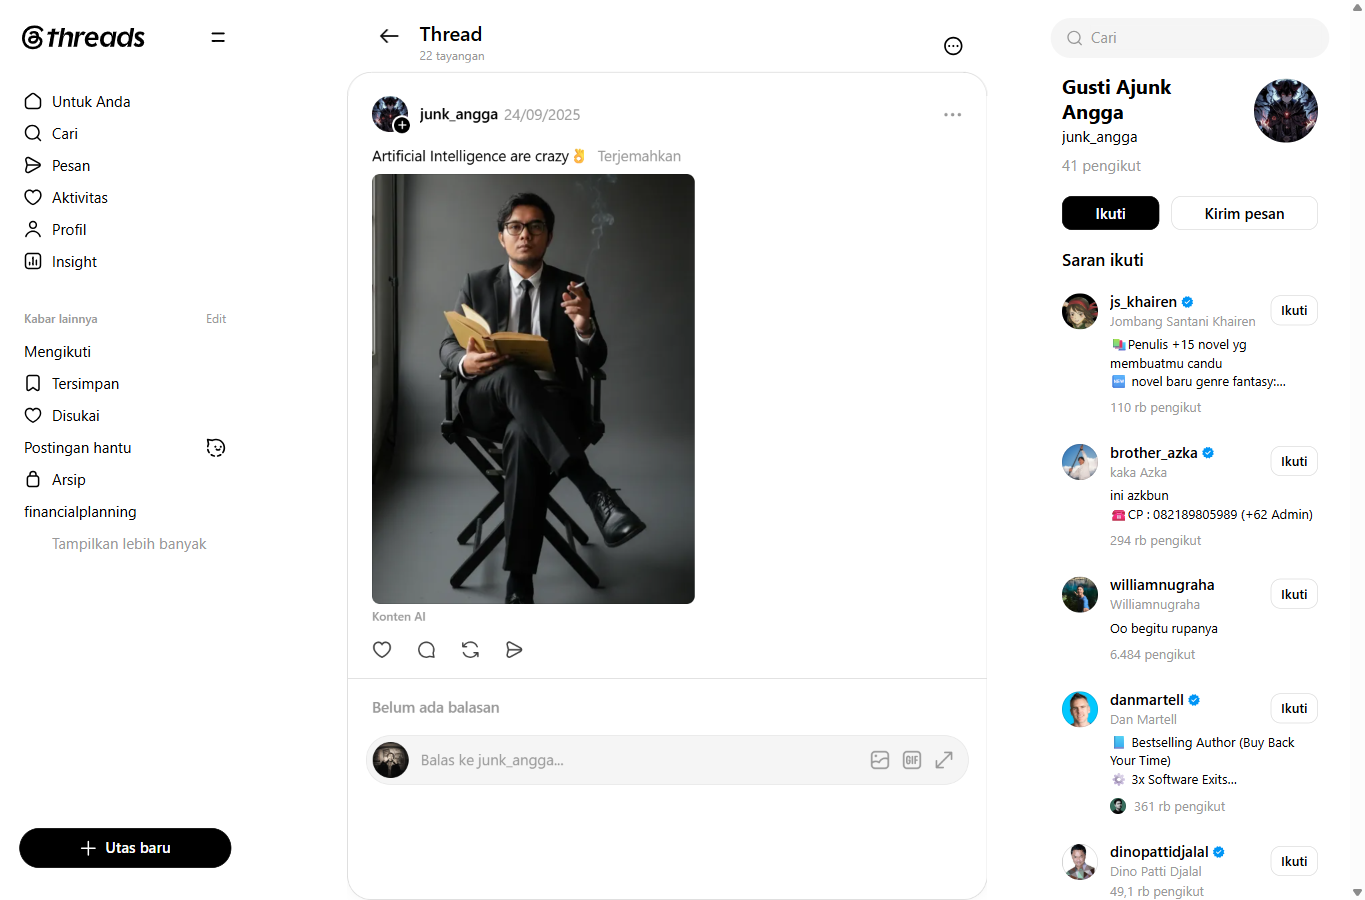 threads
Untuk Anda
Cari
Pesan
Aktivitas
Profil
Insight
Kabar lainnya
Edit
Mengikuti
Tersimpan
Disukai
Postingan hantu
Arsip
financialplanning
Tampilkan lebih banyak
Utas baru
Thread
22 tayangan
junk_angga 24/09/2025
Artificial Intelligence are crazy👌 Terjemahkan
Konten AI
Belum ada balasan
Balas ke junk_angga...
GIF
Cari
Gusti Ajunk
Angga
junk_angga
41 pengikut
Ikuti
Kirim pesan
Saran ikuti
js_khairen
Jombang Santani Khairen
Ikuti
📚Penulis +15 novel yg
membuatmu candu
🆕 novel baru genre fantasy:...
110 rb pengikut
brother_azka
kaka Azka
Ikuti
ini azkbun
☎️CP : 082189805989 (+62 Admin)
294 rb pengikut
williamnugraha
Williamnugraha
Ikuti
Oo begitu rupanya
6.484 pengikut
danmartell
Dan Martell
Ikuti
📘 Bestselling Author (Buy Back
Your Time)
⚙️ 3x Software Exits...
361 rb pengikut
dinopattidjalal
Dino Patti Djalal
Ikuti
49,1 rb pengikut